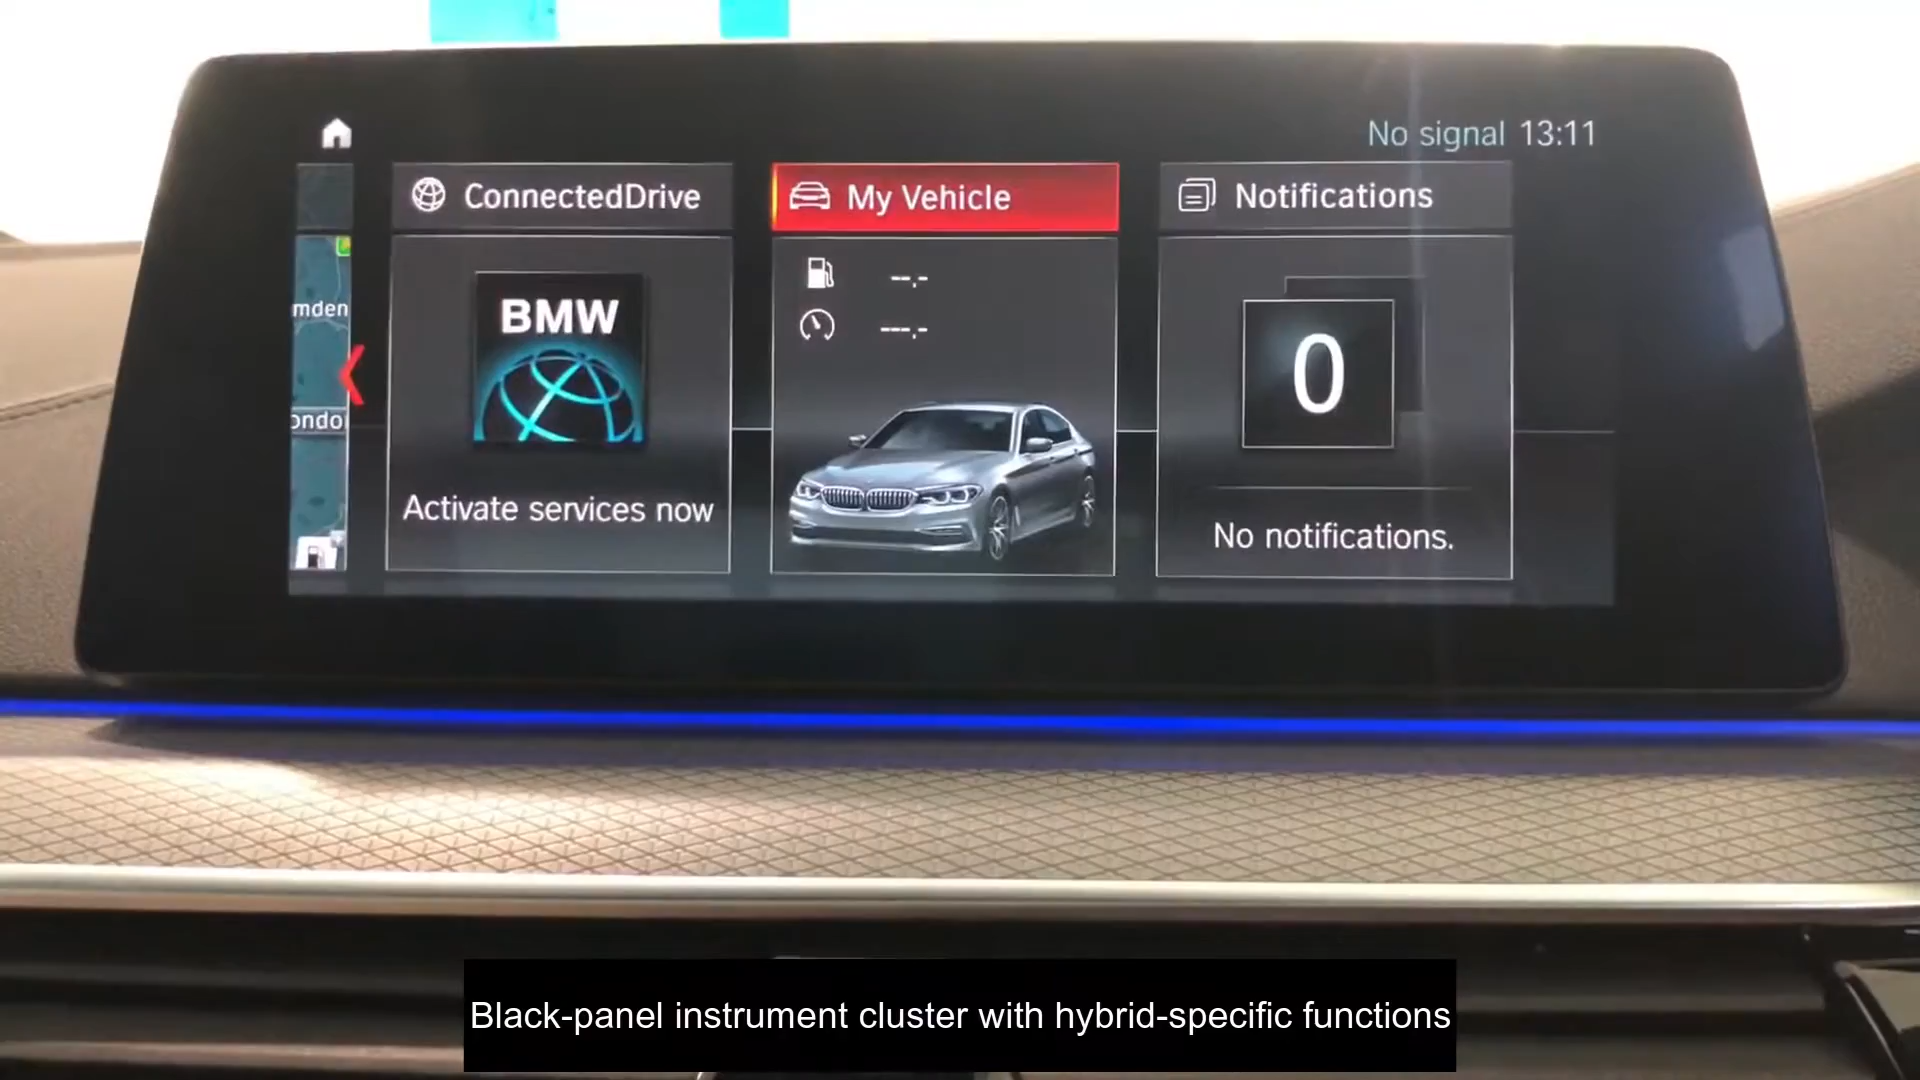 No signal 13:11
ConnectedDrive
My Vehicle
Notifications
mden
--.-
BMW
---.-
0
ondo
Activate services now
No notifications.
Black-panel instrument cluster with hybrid-specific functions